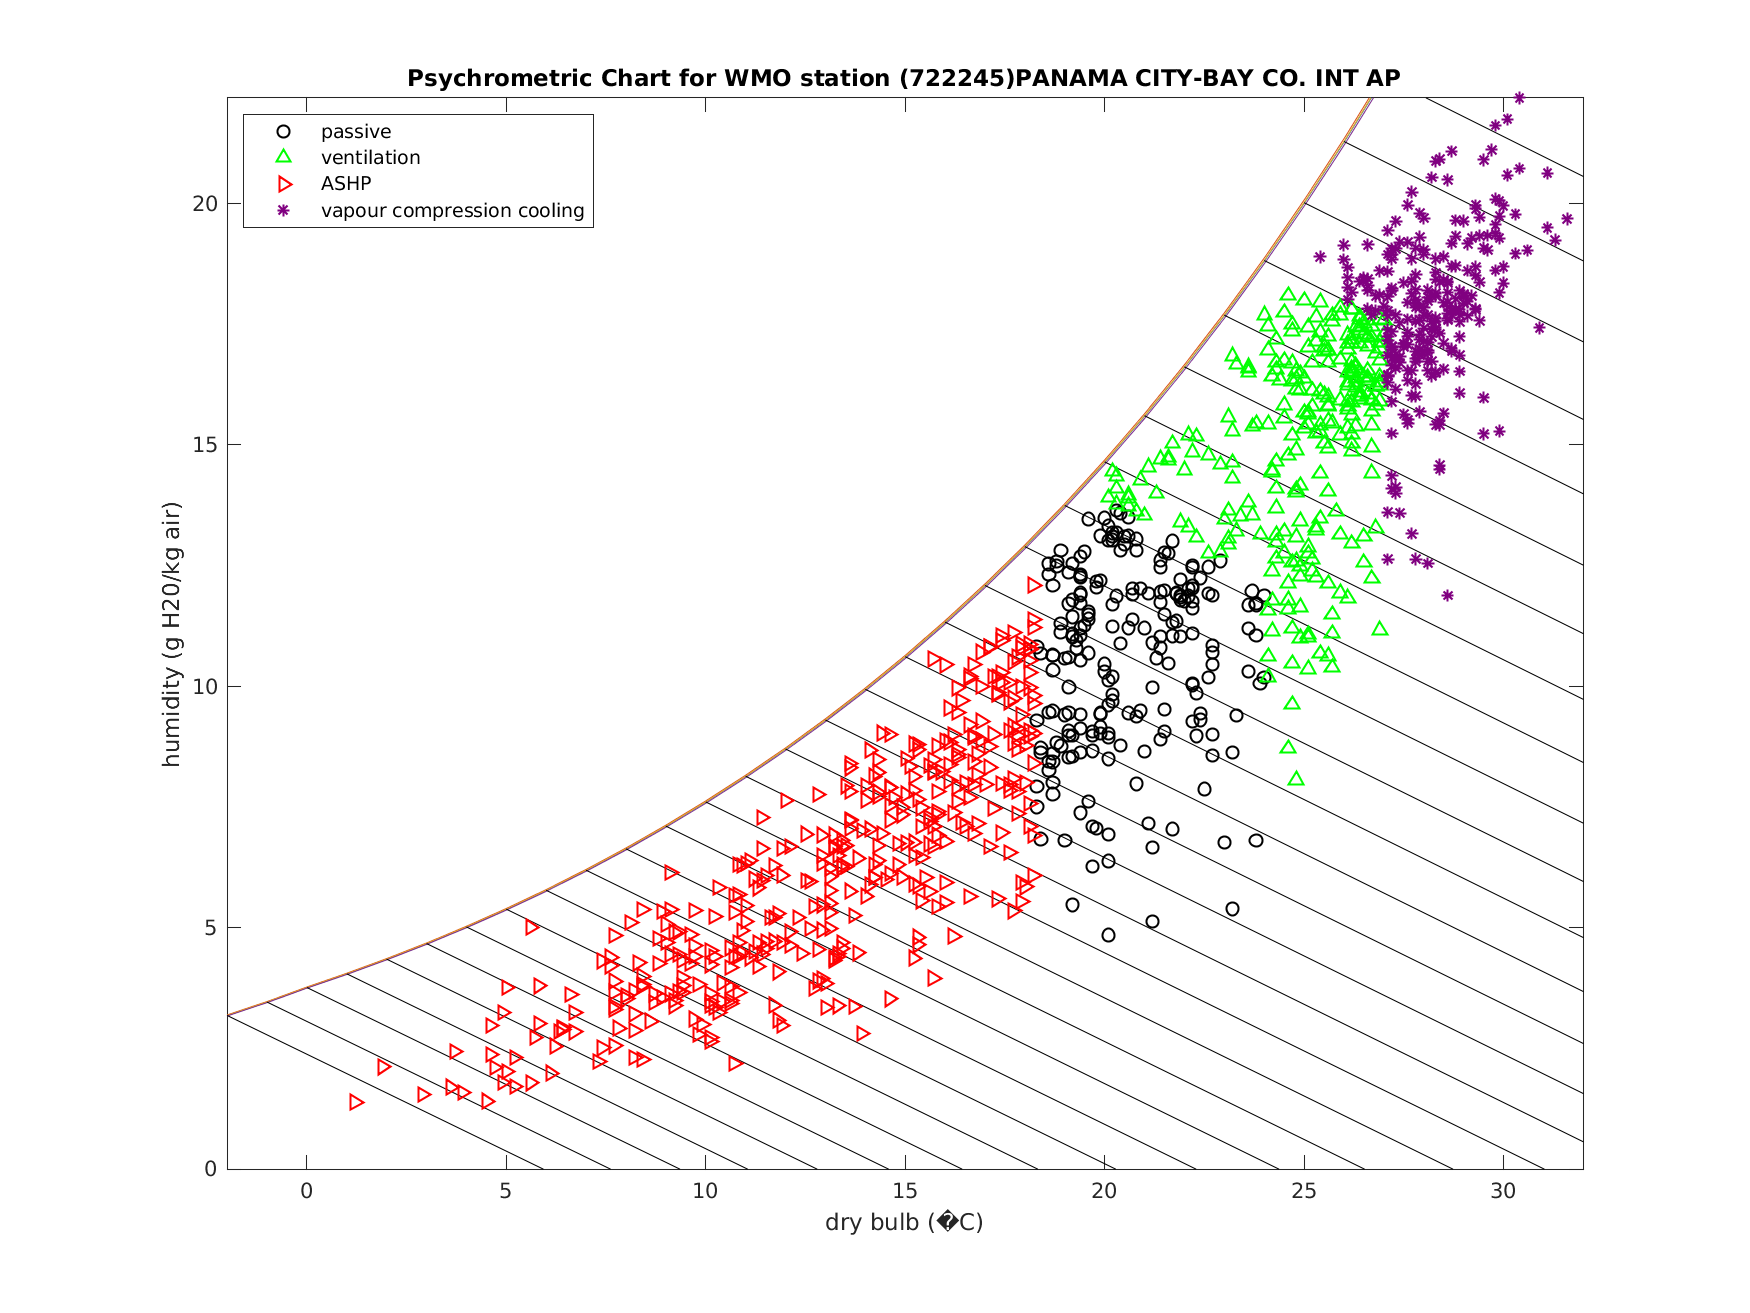 Psychrometric Chart for WMO station (722245)PANAMA CITY-BAY CO. INT AP
passive
ventilation
ASHP
vapour compression cooling
humidity (g H20/kg air)
20
15
10
5
0
0 5 10 15 20 25 30
dry bulb (�C)